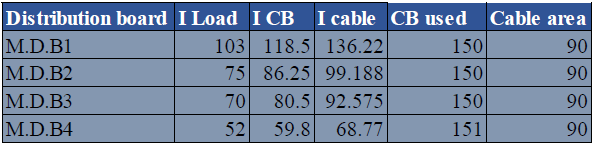 Distribution board I Load I CB I cable CB used Cable area
M.D.B1 103 118.5 136.22 150 90
M.D.B2 75 86.25 99.188 150 90
M.D.B3 70 80.5 92.575 150 90
M.D.B4 52 59.8 68.77 151 90